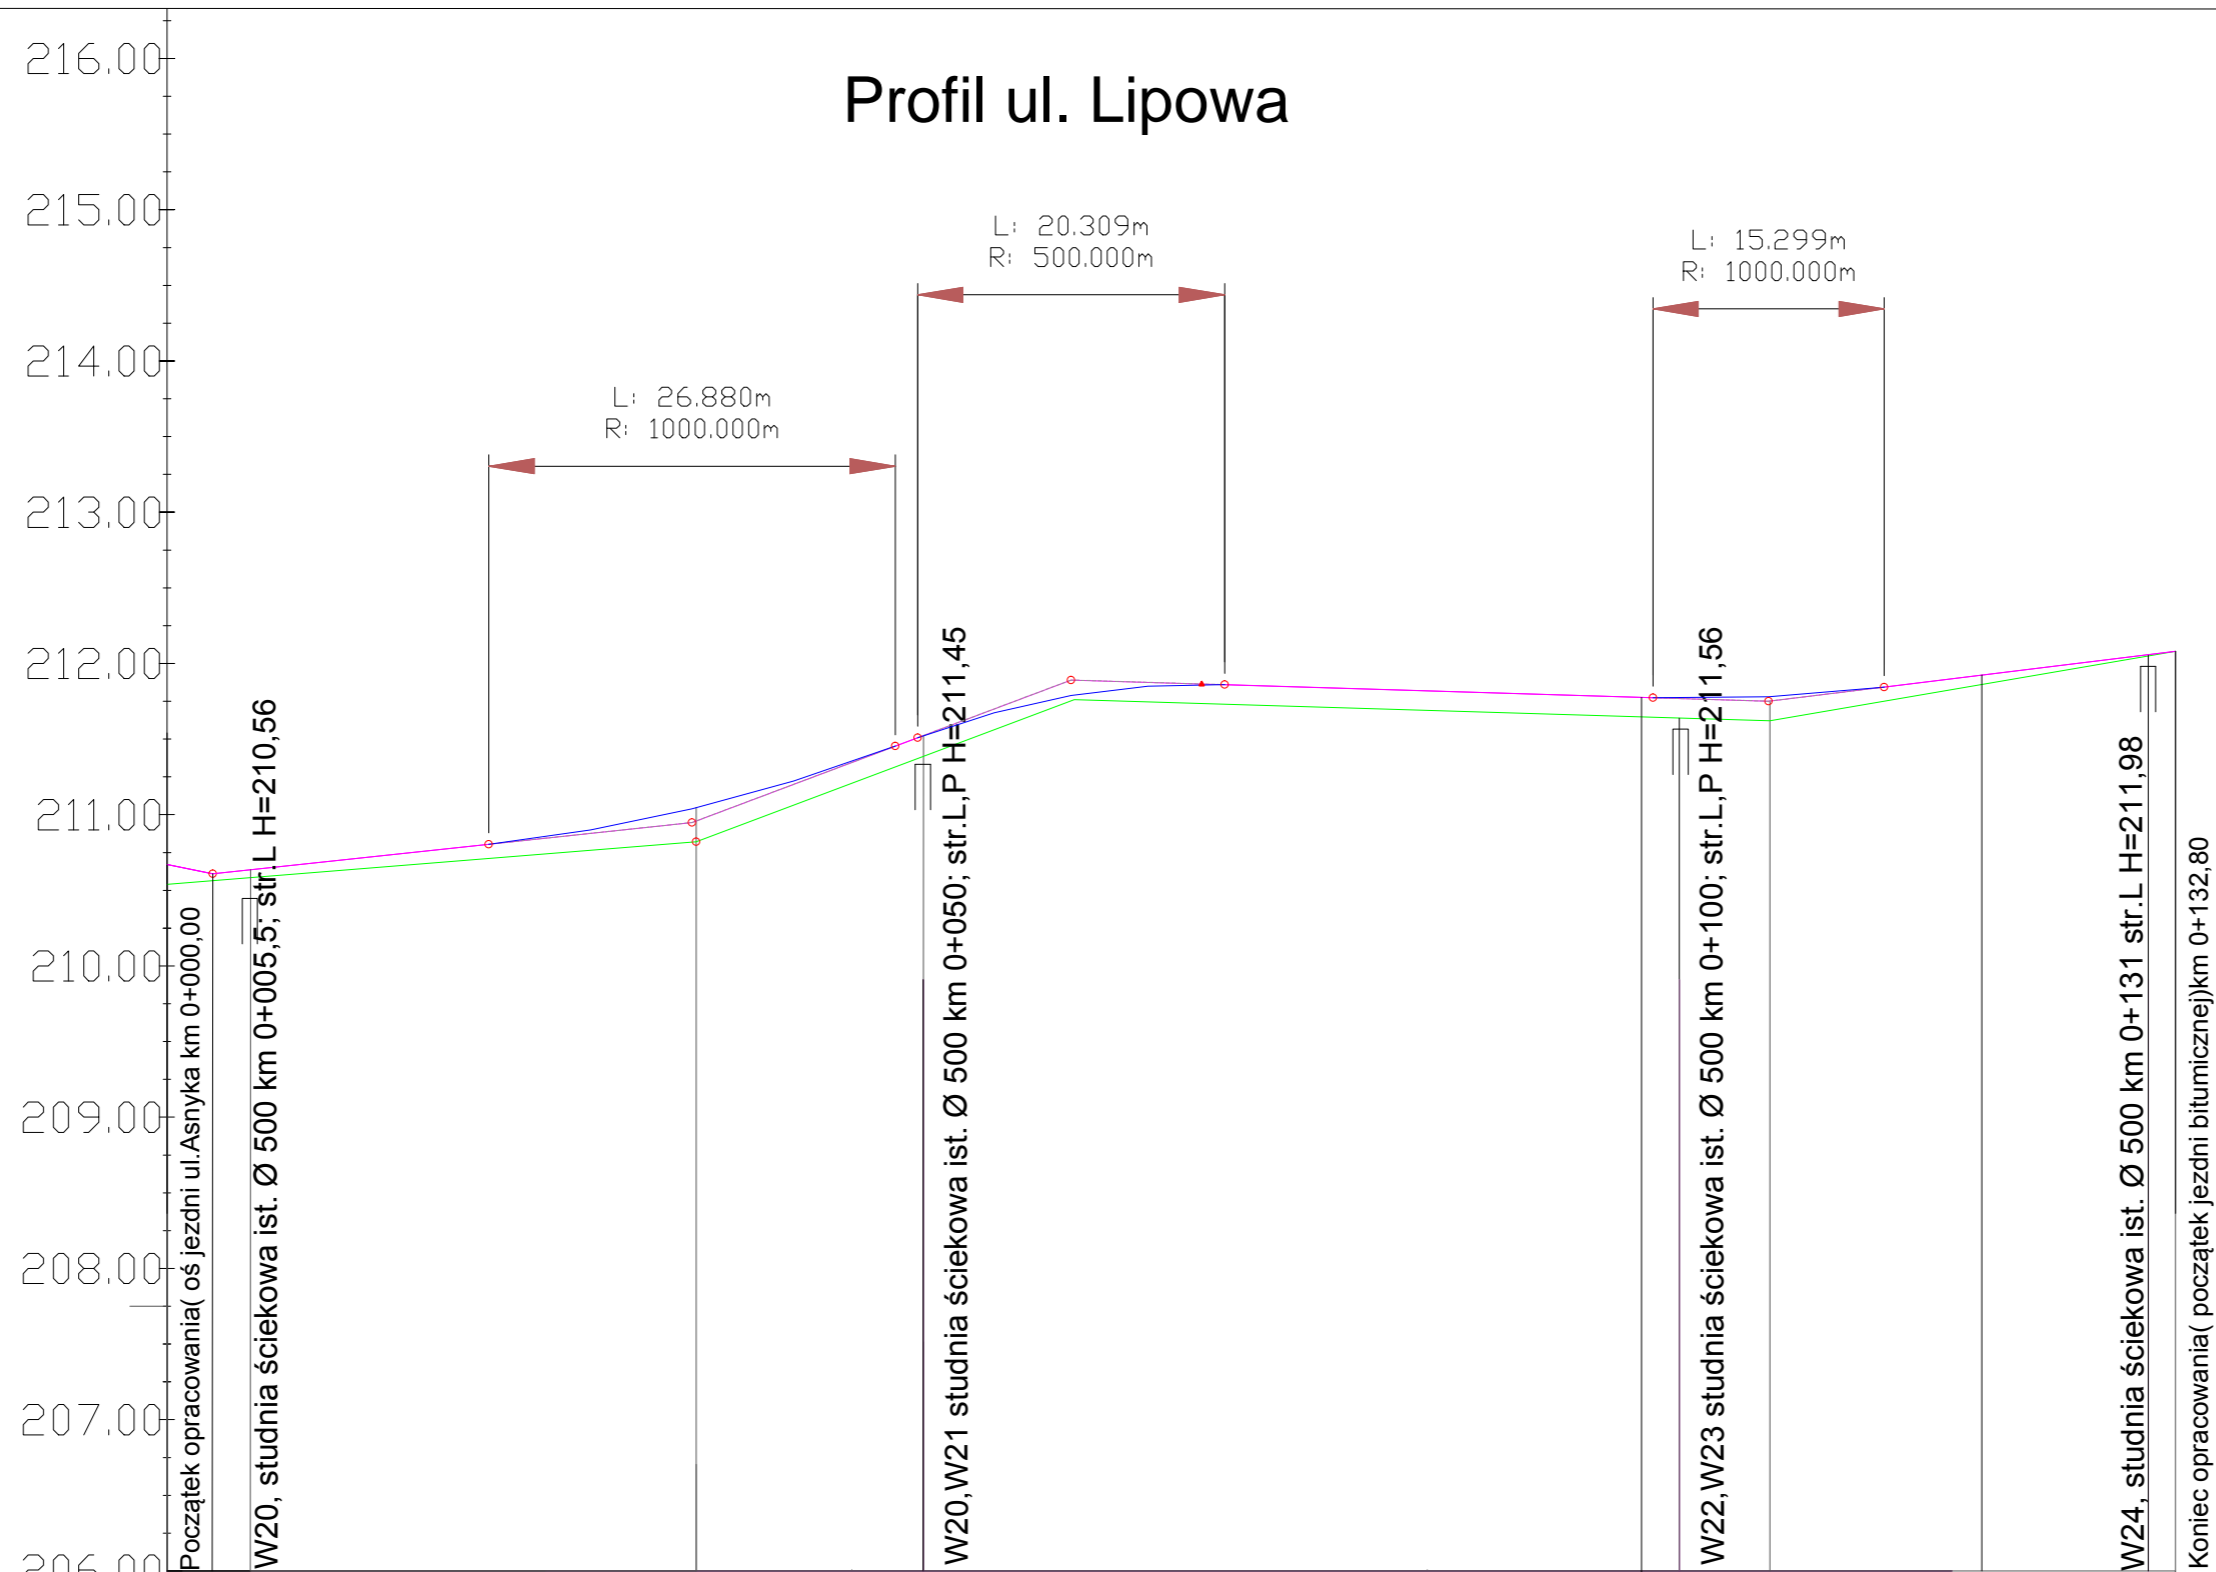 Profil ul. Lipowa
216.00
215.00
214.00
213.00
212.00
211.00
210.00
209.00
208.00
207.00
206.00
L: 26.880m
R: 1000.000m
L: 20.309m
R: 500.000m
L: 15.299m
R: 1000.000m
Początek opracowania( oś jezdni ul.Asnyka km 0+000,00
W20, studnia ściekowa ist. Ø 500 km 0+005,5; str.L H=210,56
W20,W21 studnia ściekowa ist. Ø 500 km 0+050; str.L,P H=211,45
W22,W23 studnia ściekowa ist. Ø 500 km 0+100; str.L,P H=211,56
W24, studnia ściekowa ist. Ø 500 km 0+131 str.L H=211,98
Koniec opracowania( początek jezdni bitumicznej)km 0+132,80